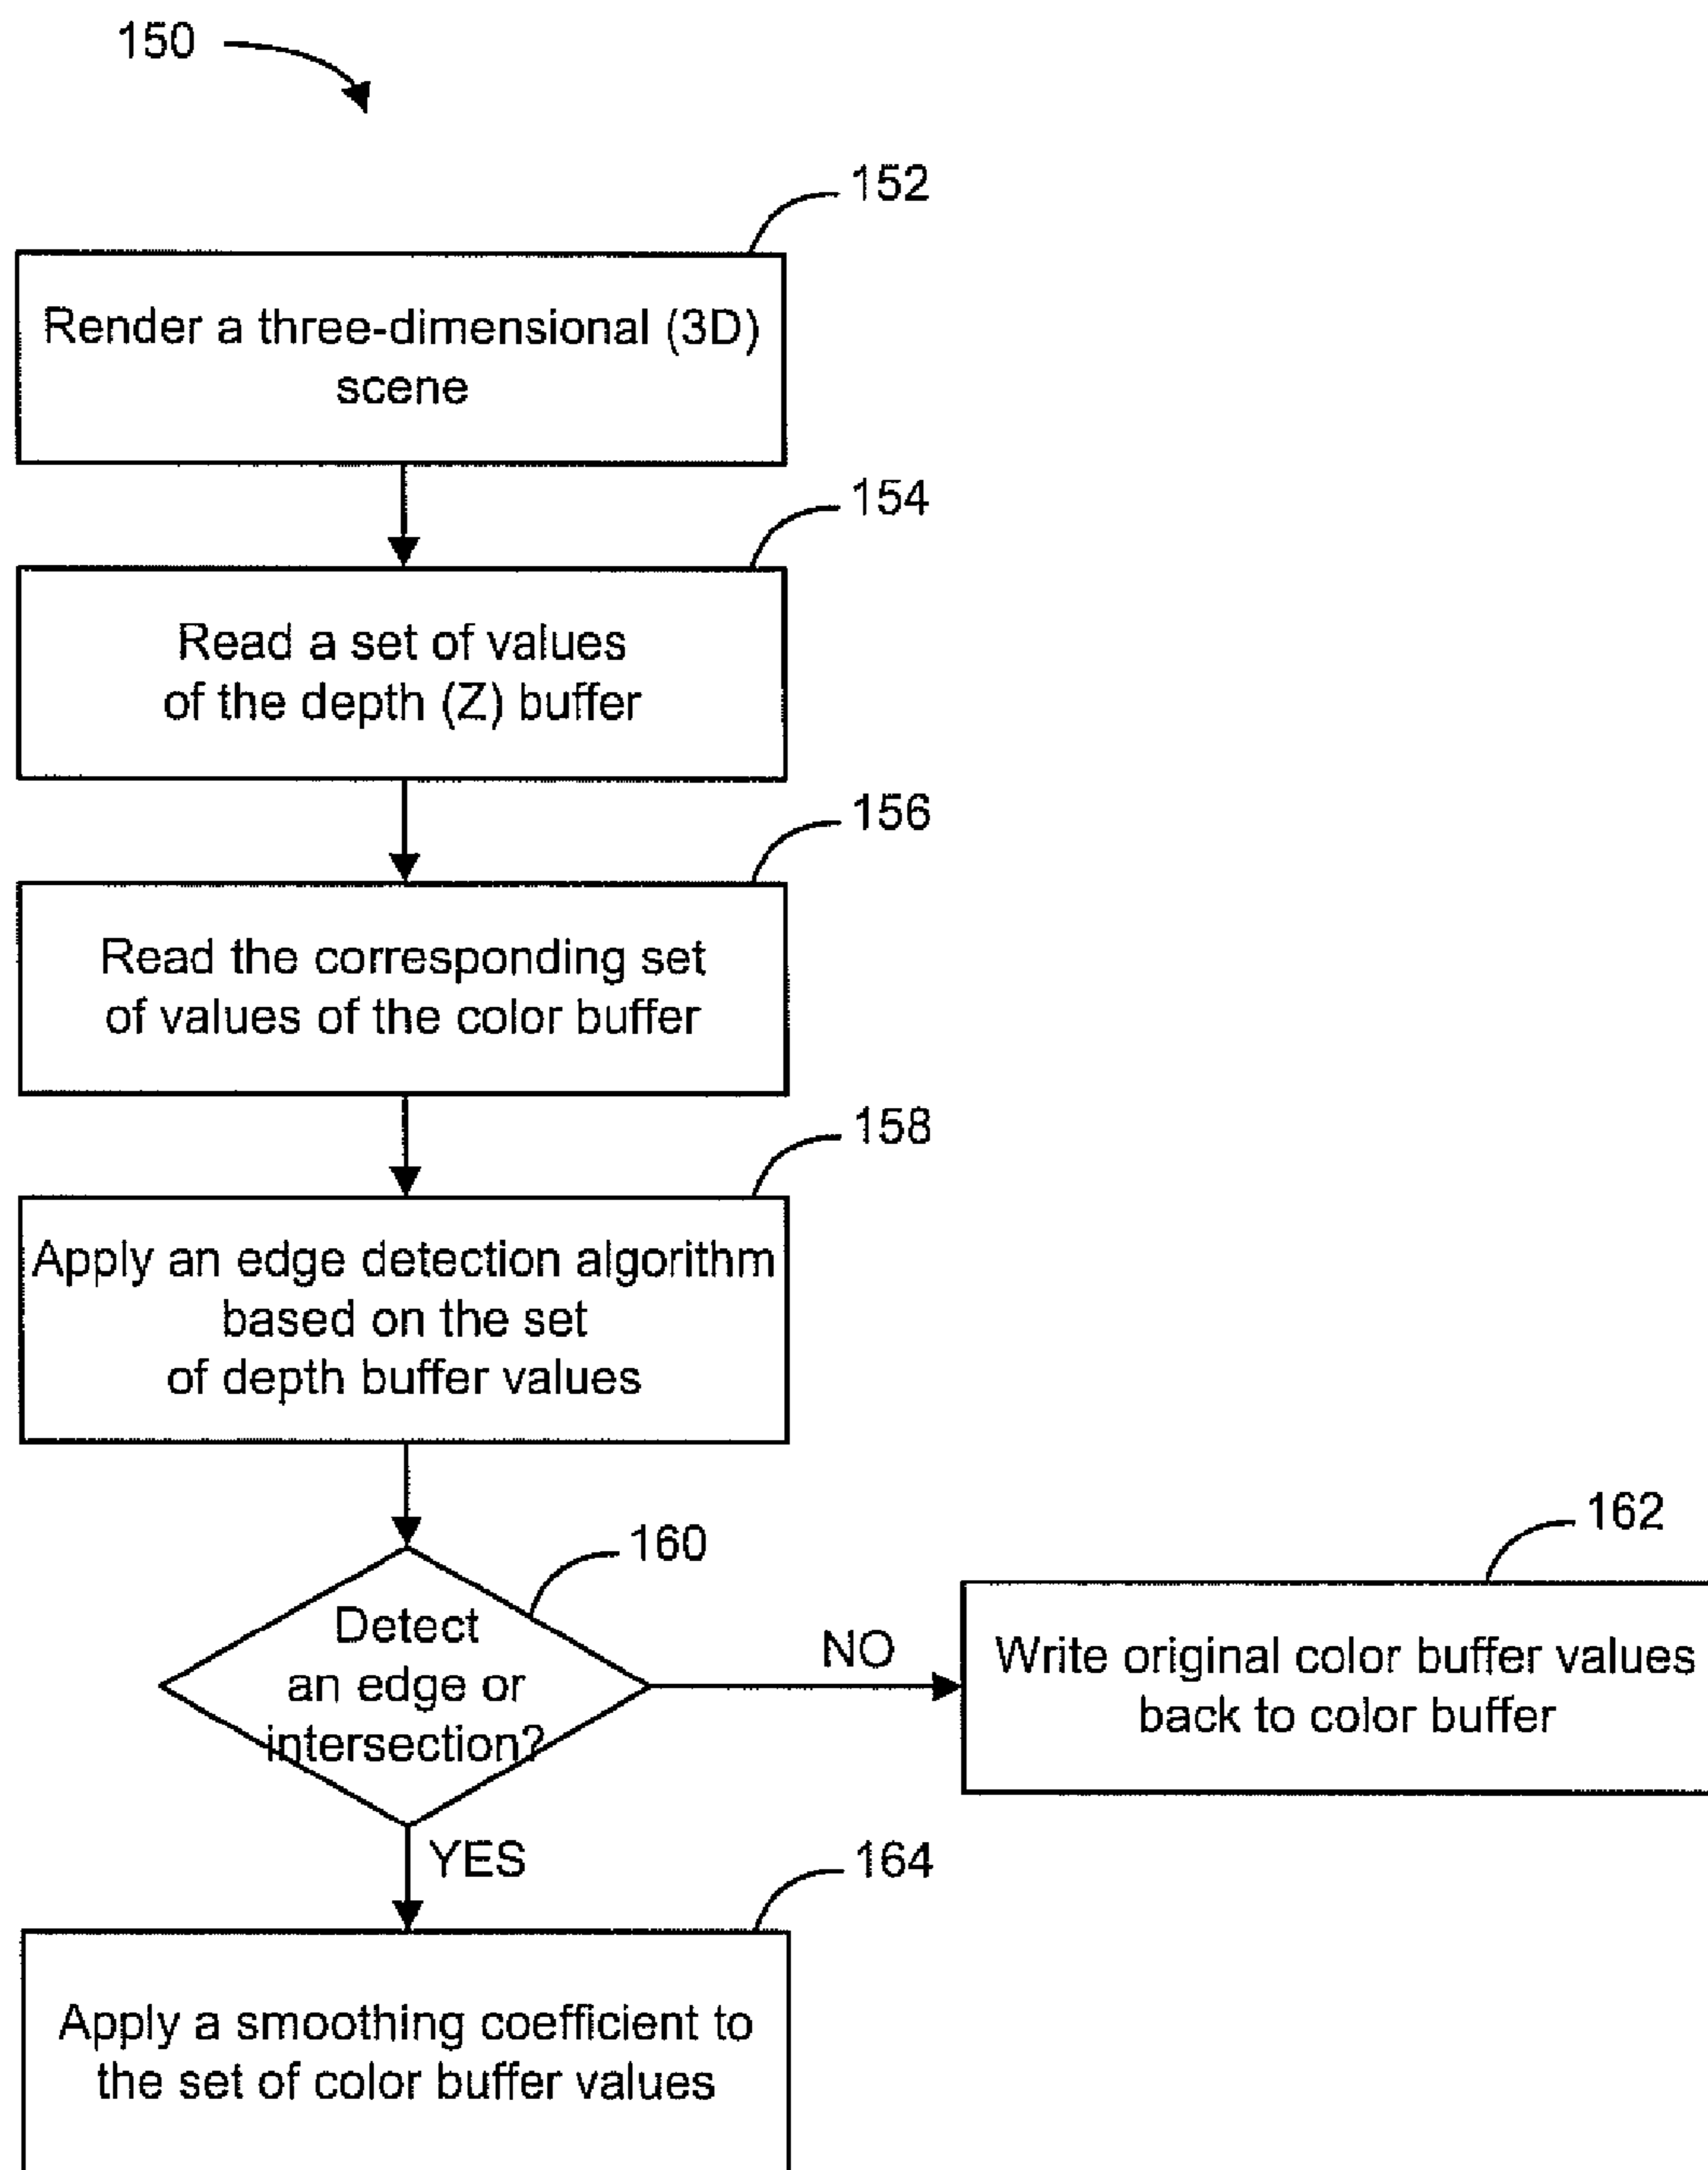 150
152
Render a three-dimensional (3D)
scene
154
Read a set of values
of the depth (Z) buffer
156
Read the corresponding set
of values of the color buffer
158
Apply an edge detection algorithm
based on the set
of depth buffer values
160
Detect
an edge or
intersection?
NO
162
Write original color buffer values
back to color buffer
YES
164
Apply a smoothing coefficient to
the set of color buffer values